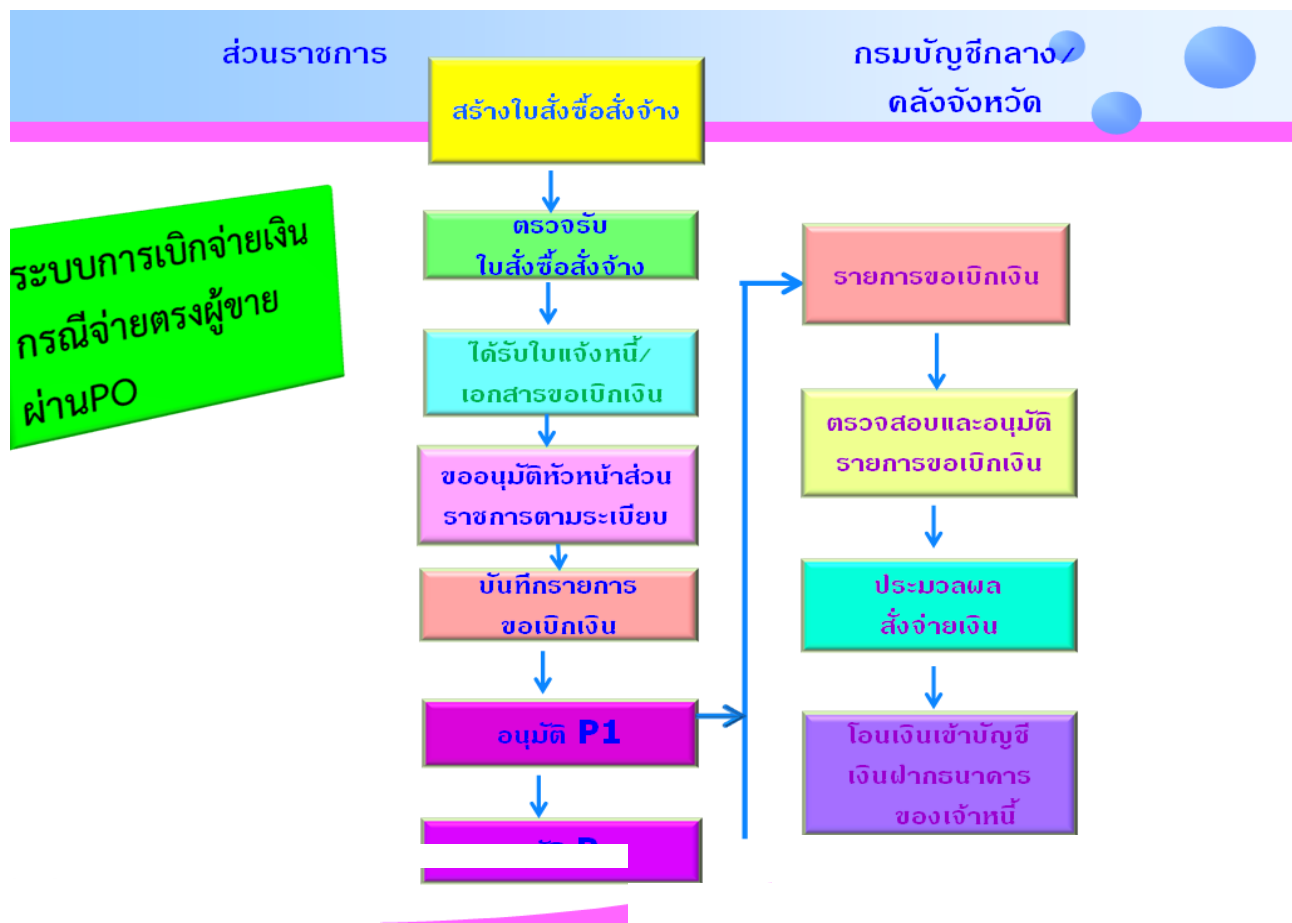 ส่วนราชการ
กรมบัญชีกลาง/
คลังจังหวัด
ระบบการเบิกจ่ายเงิน
กรณีจ่ายตรงผู้ขาย
ผ่านPO
สร้างใบสั่งซื้อสั่งจ้าง
ตรวจรับ
ใบสั่งซื้อสั่งจ้าง
ได้รับใบแจ้งหนี้/
เอกสารขอเบิกเงิน
ขออนุมัติหัวหน้าส่วน
ราชการตามระเบียบ
บันทึกรายการ
ขอเบิกเงิน
อนุมัติ P1
รายการขอเบิกเงิน
ตรวจสอบและอนุมัติ
รายการขอเบิกเงิน
ประมวลผล
สั่งจ่ายเงิน
โอนเงินเข้าบัญชี
เงินฝากธนาคาร
ของเจ้าหนี้